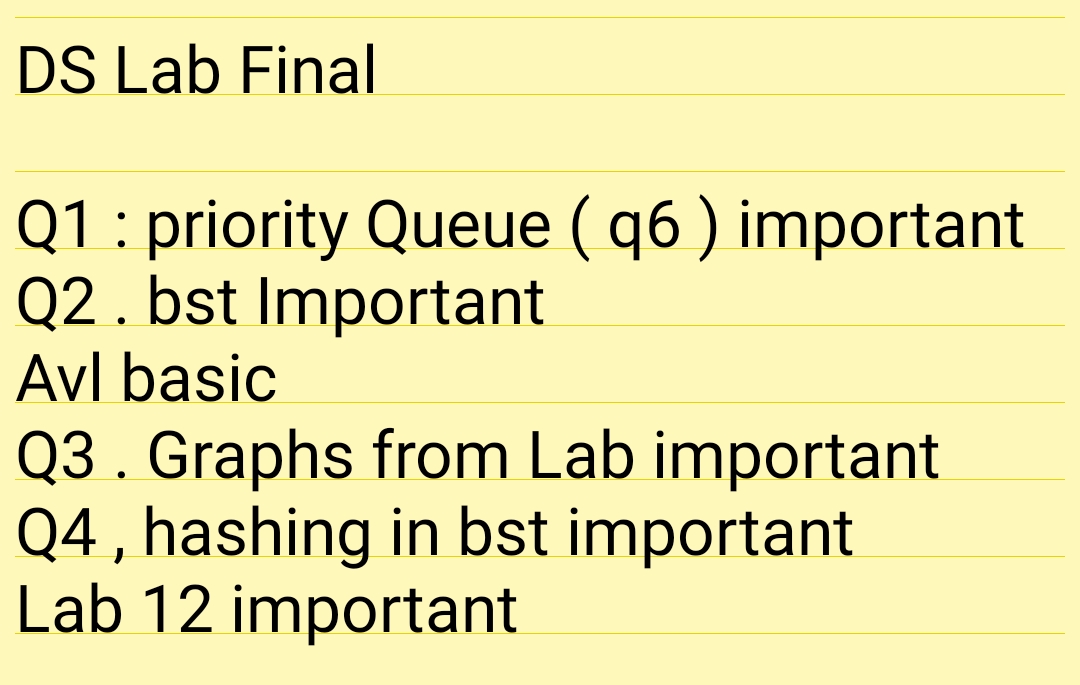 DS Lab Final
Q1 : priority Queue ( q6 ) important
Q2 . bst Important
Avl basic
Q3 . Graphs from Lab important
Q4 , hashing in bst important
Lab 12 important